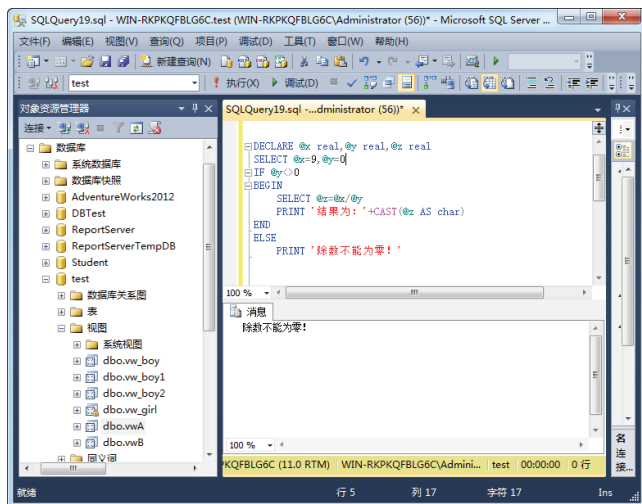 SQLQuery19.sql - WIN-RKPKQFBLG6C.test (WIN-RKPKQFBLG6C\Administrator (56))* - Microsoft SQL Server ...
文件(F) 编辑(E) 视图(V) 查询(Q) 项目(P) 调试(D) 工具(T) 窗口(W) 帮助(H)
新建查询(N)
test
执行(X) 调试(D)
对象资源管理器
连接
数据库
系统数据库
数据库快照
AdventureWorks2012
DBTest
ReportServer
ReportServerTempDB
Student
test
数据库关系图
表
视图
系统视图
dbo.vw_boy
dbo.vw_boy1
dbo.vw_boy2
dbo.vw_girl
dbo.vwA
dbo.vwB
同义词
SQLQuery19.sql -...dministrator (56))*
DECLARE @x real,@y real,@z real
SELECT @x=9,@y=0
IF @y<>0
BEGIN
SELECT @z=@x/@y
PRINT '结果为: '+CAST(@z AS char)
END
ELSE
PRINT '除数不能为零!'
100 %
消息
除数不能为零!
100 %
PKQFBLG6C (11.0 RTM) WIN-RKPKQFBLG6C\Admini... test 00:00:00 0 行
名
连
接...
就绪 行 5 列 17 字符 17 Ins